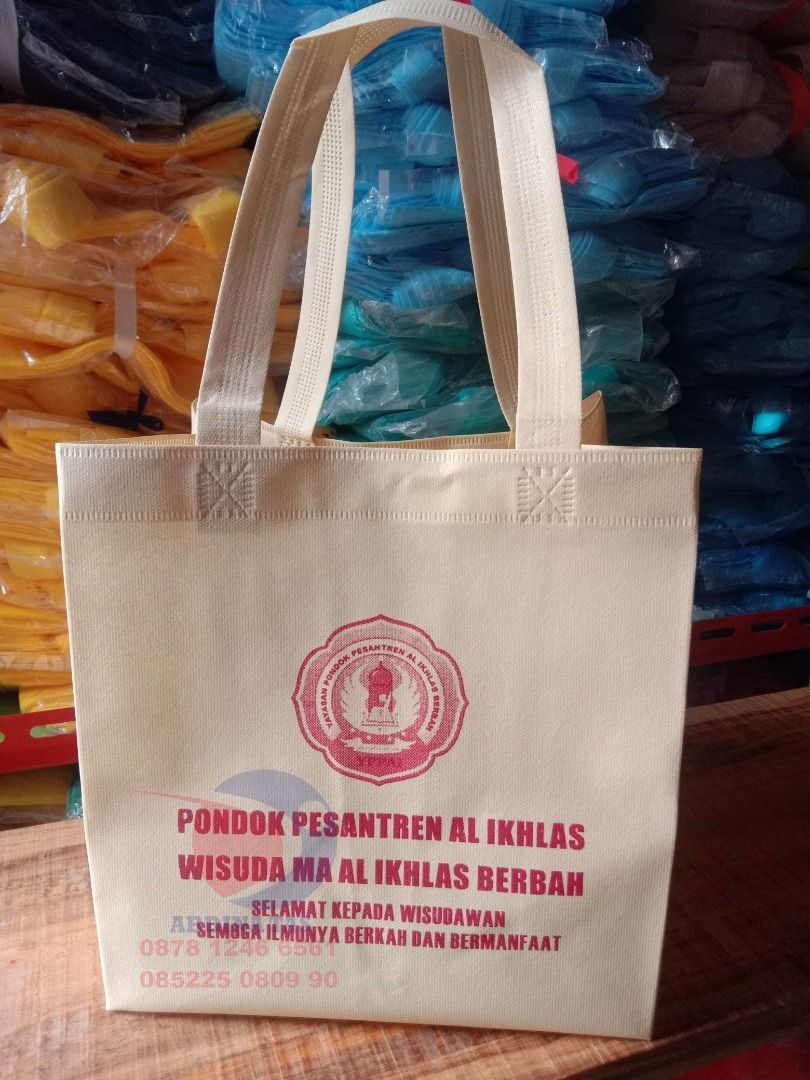 YAYASAN PONDOK PESANTREN AL IKHLAS BERBAH
YPPAI
PONDOK PESANTREN AL IKHLAS
WISUDA MA AL IKHLAS BERBAH
SELAMAT KEPADA WISUDAWAN
SEMOGA ILMUNYA BERKAH DAN BERMANFAAT
0878 1246 6561
085225 0809 90